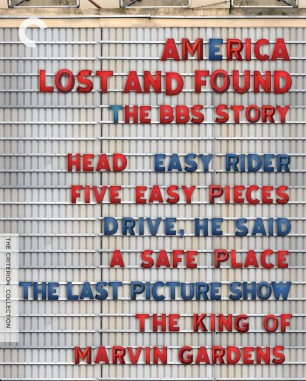 AMERICA
LOST AND FOUND
THE BBS STORY
HEAD EASY RIDER
FIVE EASY PIECES
DRIVE, HE SAID
A SAFE PLACE
THE LAST PICTURE SHOW
THE KING OF
MARVIN GARDENS
THE CRITERION COLLECTION